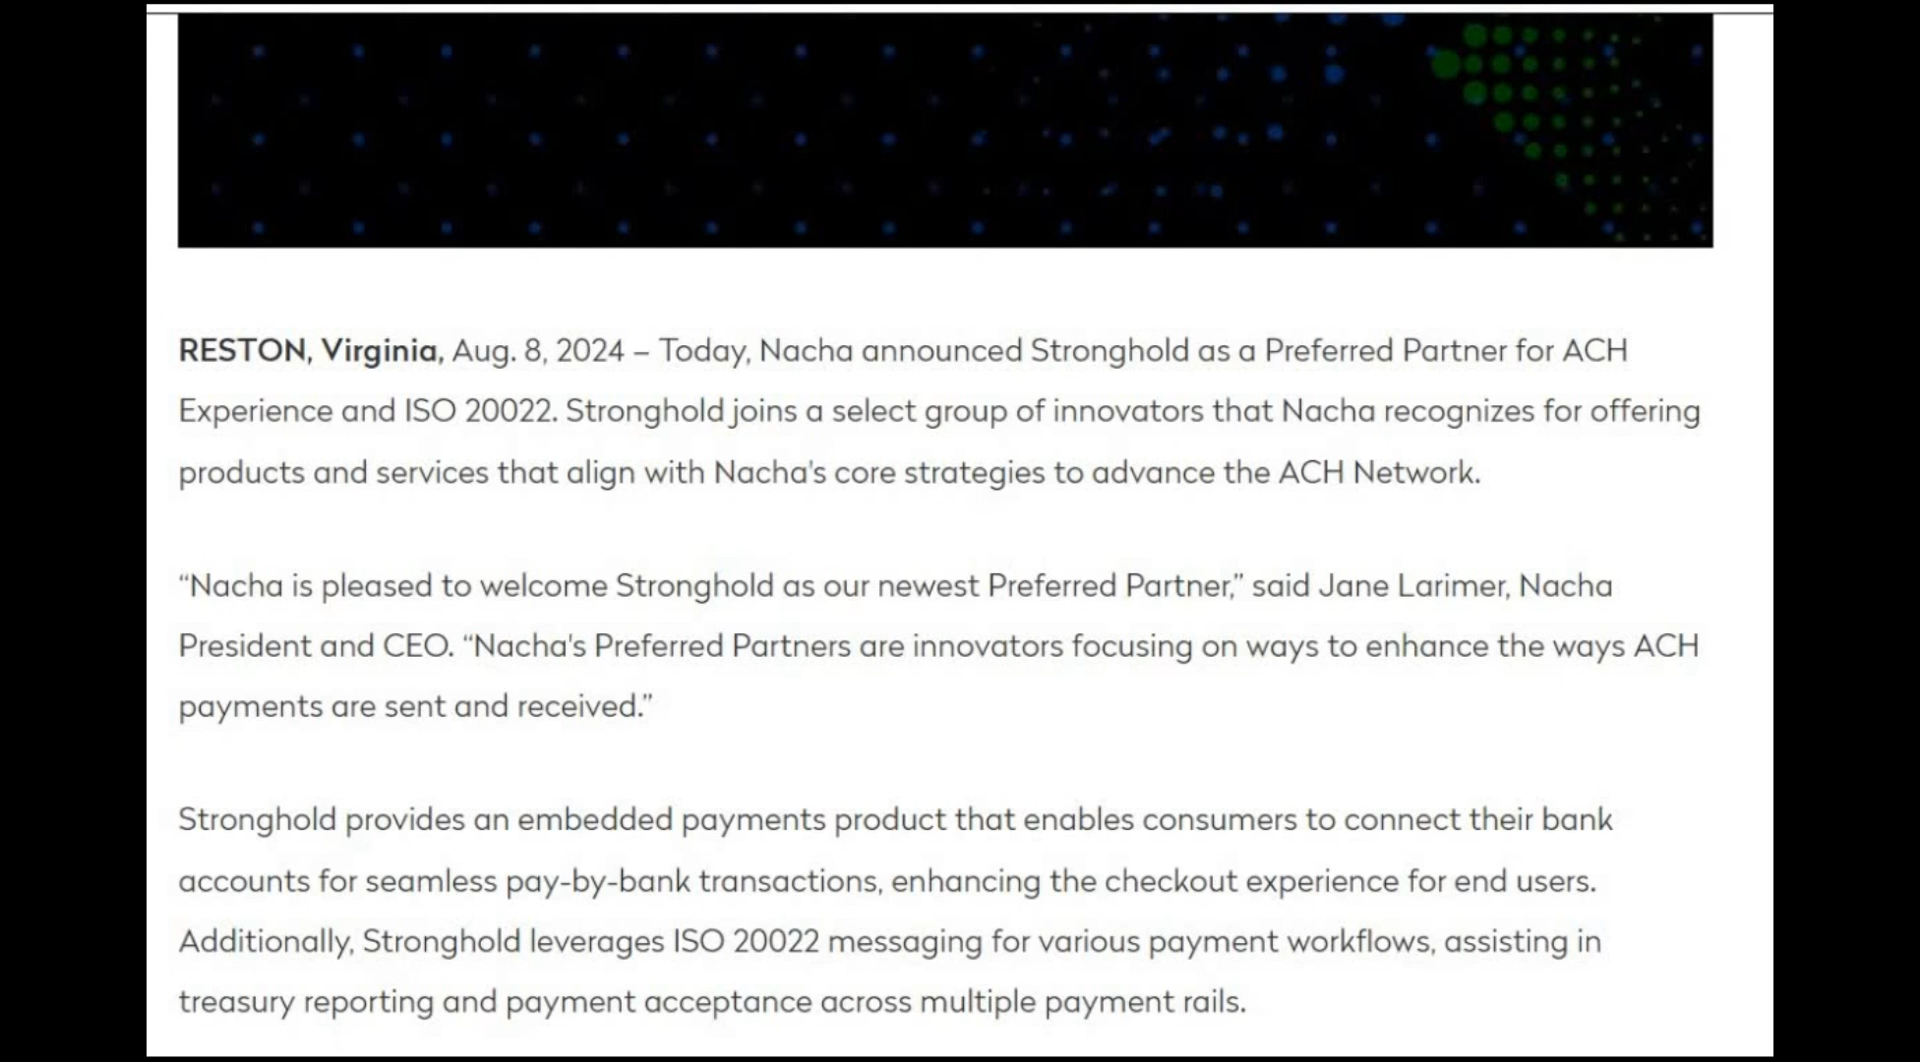 RESTON, Virginia, Aug. 8, 2024 – Today, Nacha announced Stronghold as a Preferred Partner for ACH
Experience and ISO 20022. Stronghold joins a select group of innovators that Nacha recognizes for offering
products and services that align with Nacha's core strategies to advance the ACH Network.
“Nacha is pleased to welcome Stronghold as our newest Preferred Partner,” said Jane Larimer, Nacha
President and CEO. “Nacha's Preferred Partners are innovators focusing on ways to enhance the ways ACH
payments are sent and received.”
Stronghold provides an embedded payments product that enables consumers to connect their bank
accounts for seamless pay-by-bank transactions, enhancing the checkout experience for end users.
Additionally, Stronghold leverages ISO 20022 messaging for various payment workflows, assisting in
treasury reporting and payment acceptance across multiple payment rails.